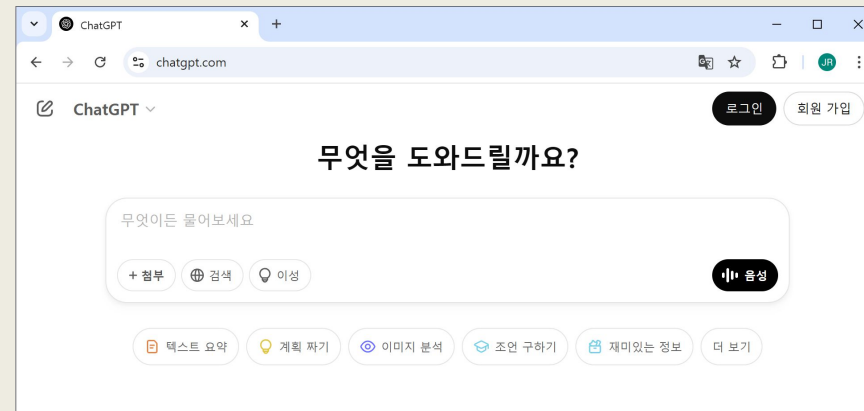 ChatGPT
chatgpt.com
JR
ChatGPT
로그인
회원 가입
무엇을 도와드릴까요?
무엇이든 물어보세요
+ 첨부
검색
이성
음성
텍스트 요약
계획 짜기
이미지 분석
조언 구하기
재미있는 정보
더 보기